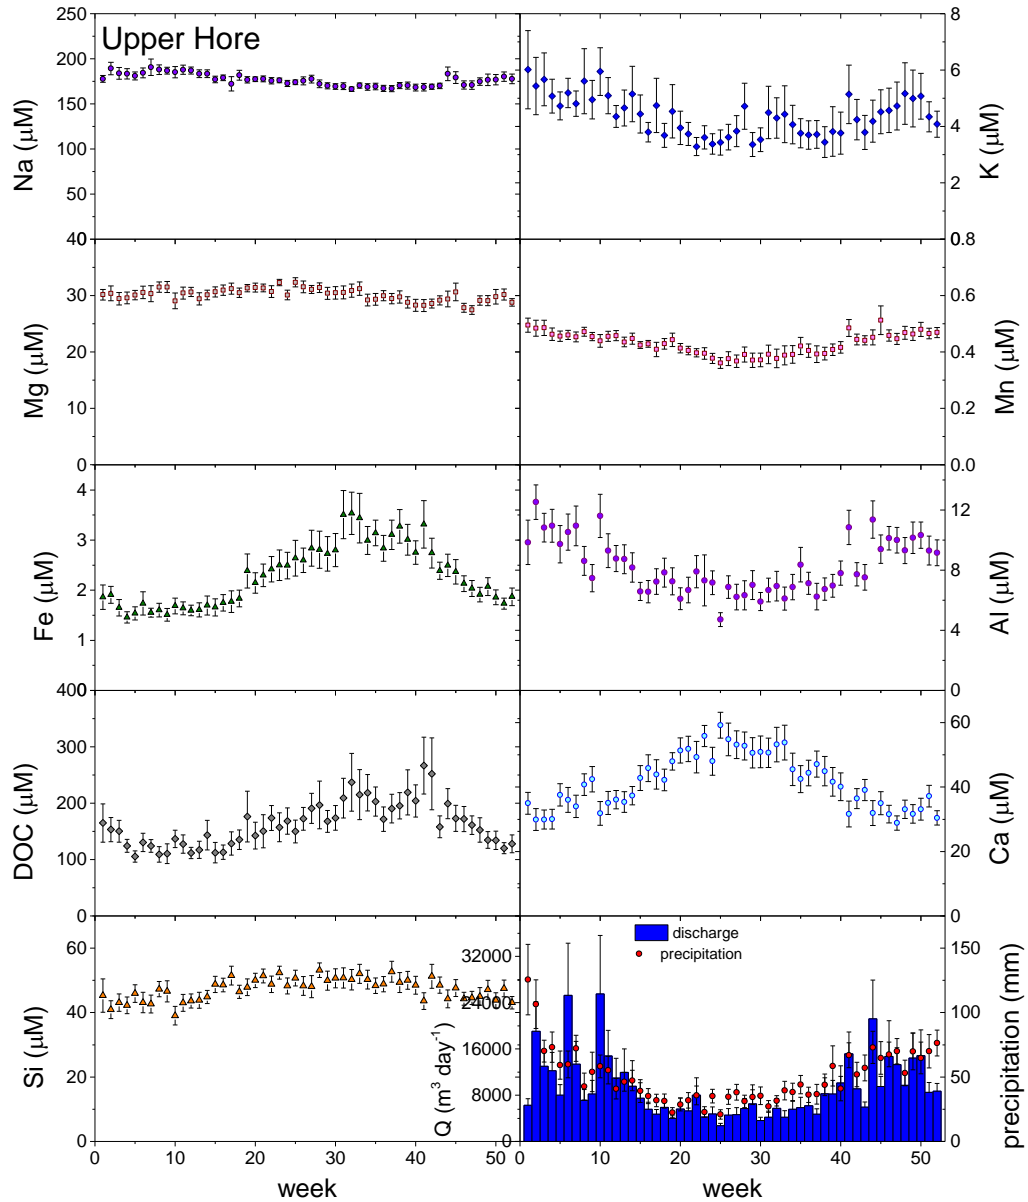 Upper Hore
250
200
150
100
50
0
Na (μM)
8
6
4
2
0
K (μM)
40
30
20
10
0
Mg (μM)
0.8
0.6
0.4
0.2
0.0
Mn (μM)
4
3
2
1
0
Fe (μM)
12
8
4
0
Al (μM)
400
300
200
100
0
DOC (μM)
60
40
20
0
Ca (μM)
60
40
20
0
Si (μM)
32000
24000
16000
8000
0
Q (m³ day⁻¹)
discharge
precipitation
150
100
50
0
precipitation (mm)
0 10 20 30 40 50
0 10 20 30 40 50
week
week